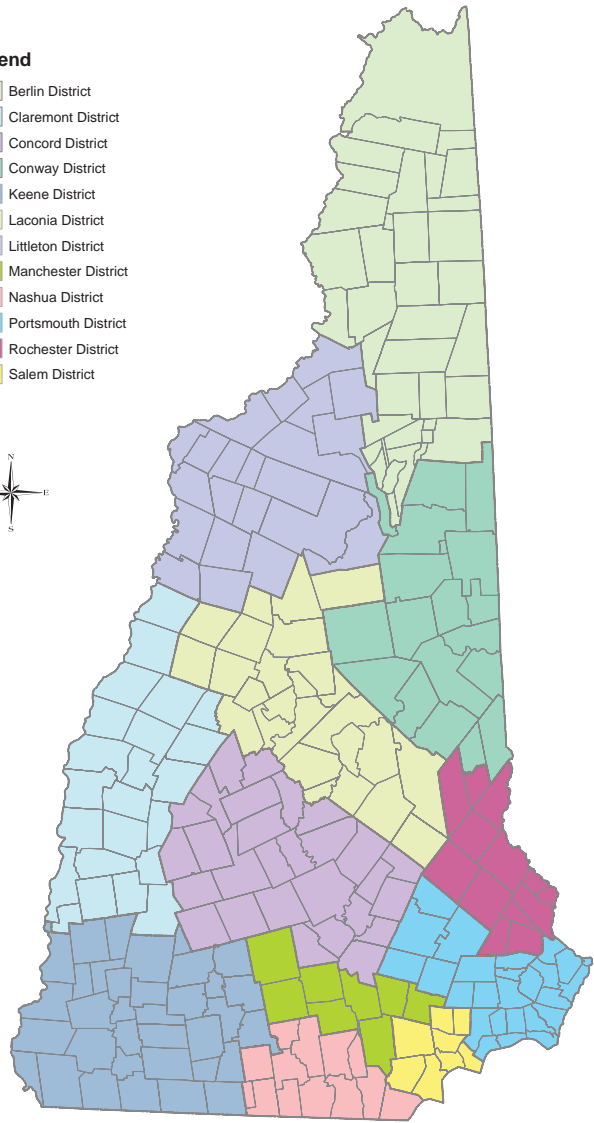 end
Berlin District
Claremont District
Concord District
Conway District
Keene District
Laconia District
Littleton District
Manchester District
Nashua District
Portsmouth District
Rochester District
Salem District
N
E
S